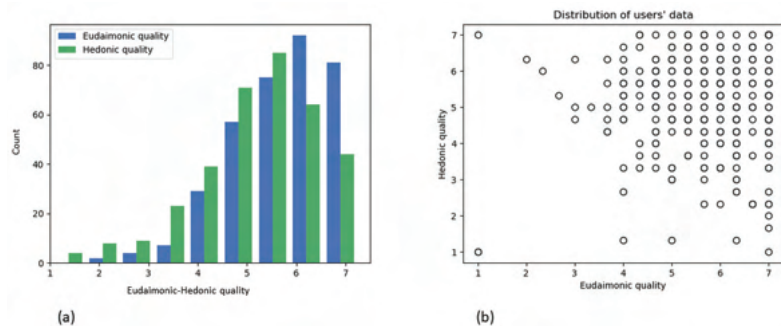 Eudaimonic quality
Hedonic quality
Count
80
60
40
20
0
1 2 3 4 5 6 7
Eudaimonic-Hedonic quality
(a)
Distribution of users' data
Hedonic quality
7
6
5
4
3
2
1
1 2 3 4 5 6 7
Eudaimonic quality
(b)